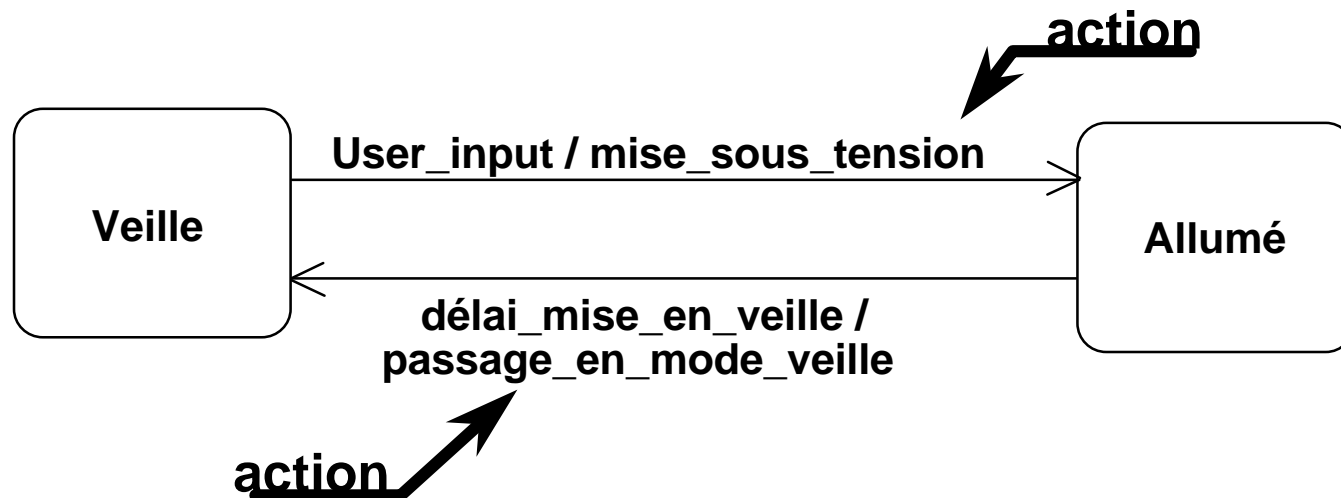 action
User_input / mise_sous_tension
Veille
Allumé
délai_mise_en_veille /
passage_en_mode_veille
action